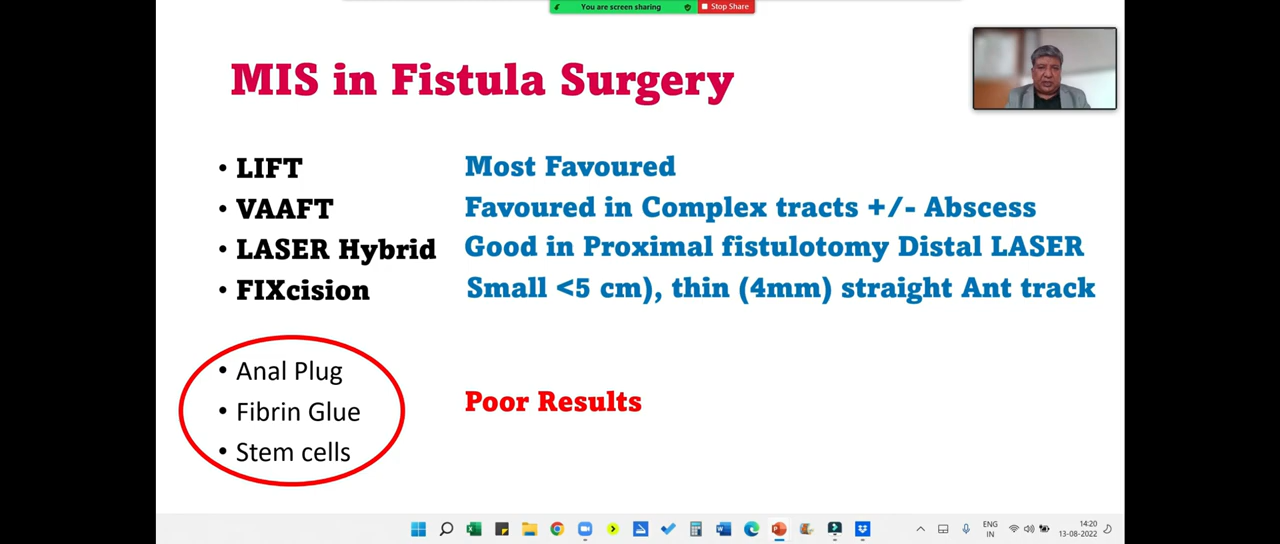 You are screen sharing
Stop Share
MIS in Fistula Surgery
• LIFT Most Favoured
• VAAFT Favoured in Complex tracts +/- Abscess
• LASER Hybrid Good in Proximal fistulotomy Distal LASER
• FIXcision Small <5 cm), thin (4mm) straight Ant track
• Anal Plug
• Fibrin Glue
Poor Results
• Stem cells
ENG
IN
14:20
13-08-2022